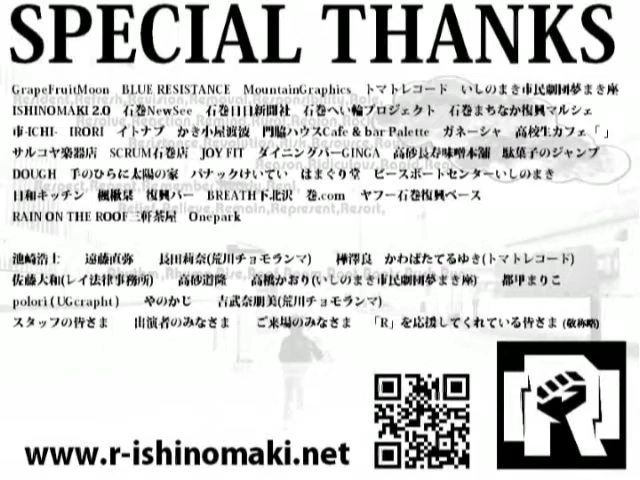 SPECIAL THANKS
GrapeFruitMoon BLUE RESISTANCE MountainGraphics トマトレコード いしのまき市民劇団夢まき座
ISHINOMAKI 2.0 石巻NewSee 石巻日日新聞社 石巻へい輪プロジェクト 石巻まちなか復興マルシェ
市-ICHI- IRORI イトナブ かき小屋渡波 門脇ハウスCafe & bar Palette ガネーシャ 高校生カフェ「 」
サルコヤ楽器店 SCRUM石巻店 JOY FIT ダイニングバーGINGA 高砂長寿味噌本舗 駄菓子のジャンプ
DOUGH 手のひらに太陽の家 パナックけいてい はまぐり堂 ピースボートセンターいしのまき
日和キッチン 楓楸栞 復興バー BREATH下北沢 巻.com ヤフー石巻復興ベース
RAIN ON THE ROOF三軒茶屋 Onepark
池崎浩士 遠藤直弥 長田莉奈(荒川チョモランマ) 樺澤良 かわばたてるゆき(トマトレコード)
佐藤大和(レイ法律事務所) 高砂道隆 高橋かおり(いしのまき市民劇団夢まき座) 都甲まりこ
polori ( UGcrapht ) やのかじ 吉武奈朋美(荒川チョモランマ)
スタッフの皆さま 出演者のみなさま ご来場のみなさま 「R」を応援してくれている皆さま (敬称略)
R
www.r-ishinomaki.net